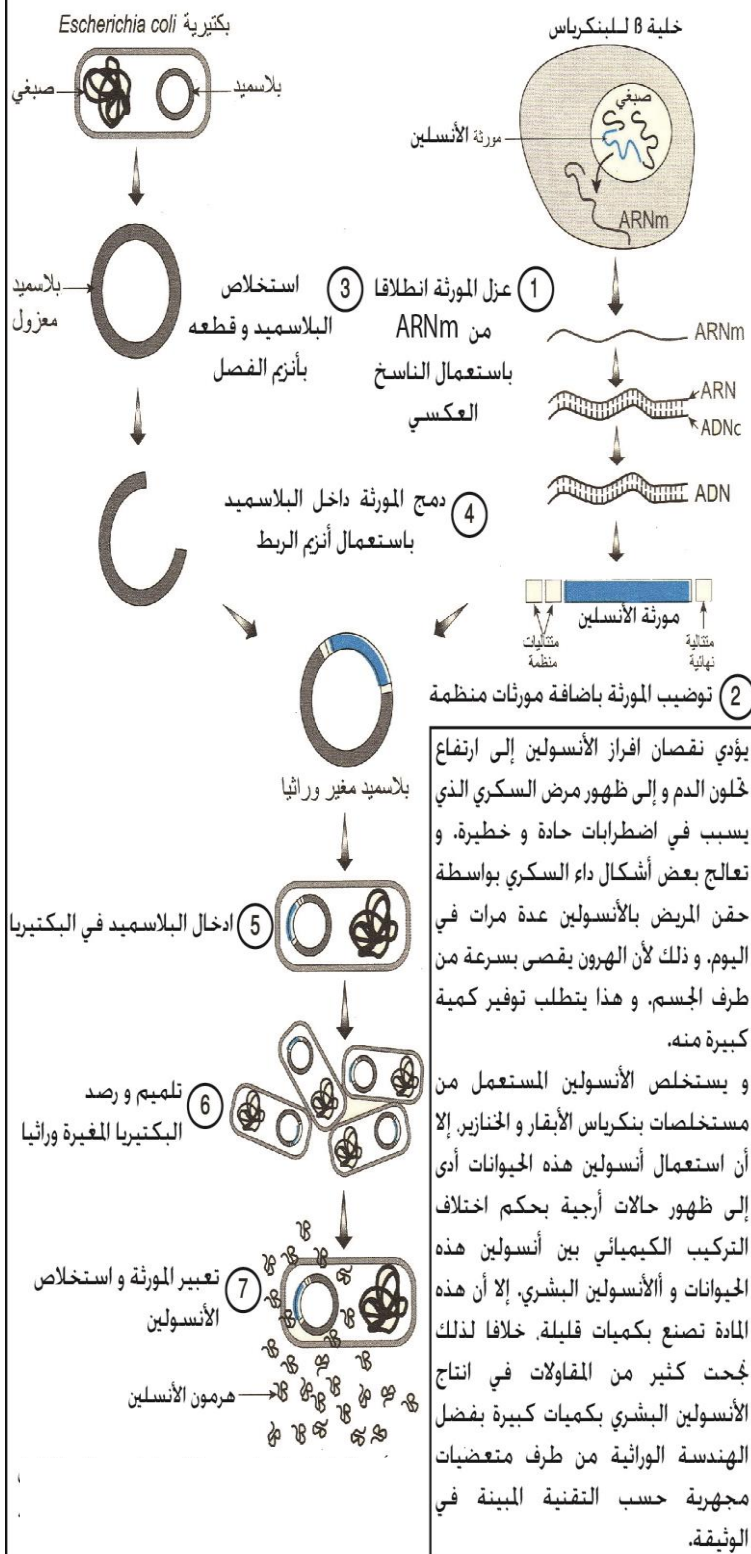 بكتيرية Escherichia coli
صبغي
بلاسميد
خلية ß للبنكرياس
صبغي
مورثة الأنسلين
ARNm
بلاسميد
معزول
3 استخلاص
البلاسميد و قطعه
بأنزيم الفصل
1 عزل المورثة انطلاقا
من ARNm
باستعمال الناسخ
العكسي
ARNm
ARN
ADNc
ADN
4 دمج المورثة داخل البلاسميد
باستعمال أنزيم الربط
مورثة الأنسلين
متتاليات
منظمة
متتالية
نهائية
2 توضيب المورثة باضافة مورثات منظمة
بلاسميد مغير وراثيا
5 ادخال البلاسميد في البكتيريا
6 تلميم و رصد
البكتيريا المغيرة وراثيا
7 تعبير المورثة و استخلاص
الأنسولين
هرمون الأنسلين
يؤدي نقصان افراز الأنسولين إلى ارتفاع
تحلون الدم و إلى ظهور مرض السكري الذي
يسبب في اضطرابات حادة و خطيرة. و
تعالج بعض أشكال داء السكري بواسطة
حقن المريض بالأنسولين عدة مرات في
اليوم. و ذلك لأن الهرون يقصى بسرعة من
طرف الجسم. و هذا يتطلب توفير كمية
كبيرة منه.
و يستخلص الأنسولين المستعمل من
مستخلصات بنكرياس الأبقار و الخنازير. إلا
أن استعمال أنسولين هذه الحيوانات أدى
إلى ظهور حالات أرجية بحكم اختلاف
التركيب الكيميائي بين أنسولين هذه
الحيوانات و أالأنسولين البشري. إلا أن هذه
المادة تصنع بكميات قليلة. خلافا لذلك
نجحت كثير من المقاولات في انتاج
الأنسولين البشري بكميات كبيرة بفضل
الهندسة الوراثية من طرف متعضيات
مجهرية حسب التقنية المبينة في
الوثيقة.